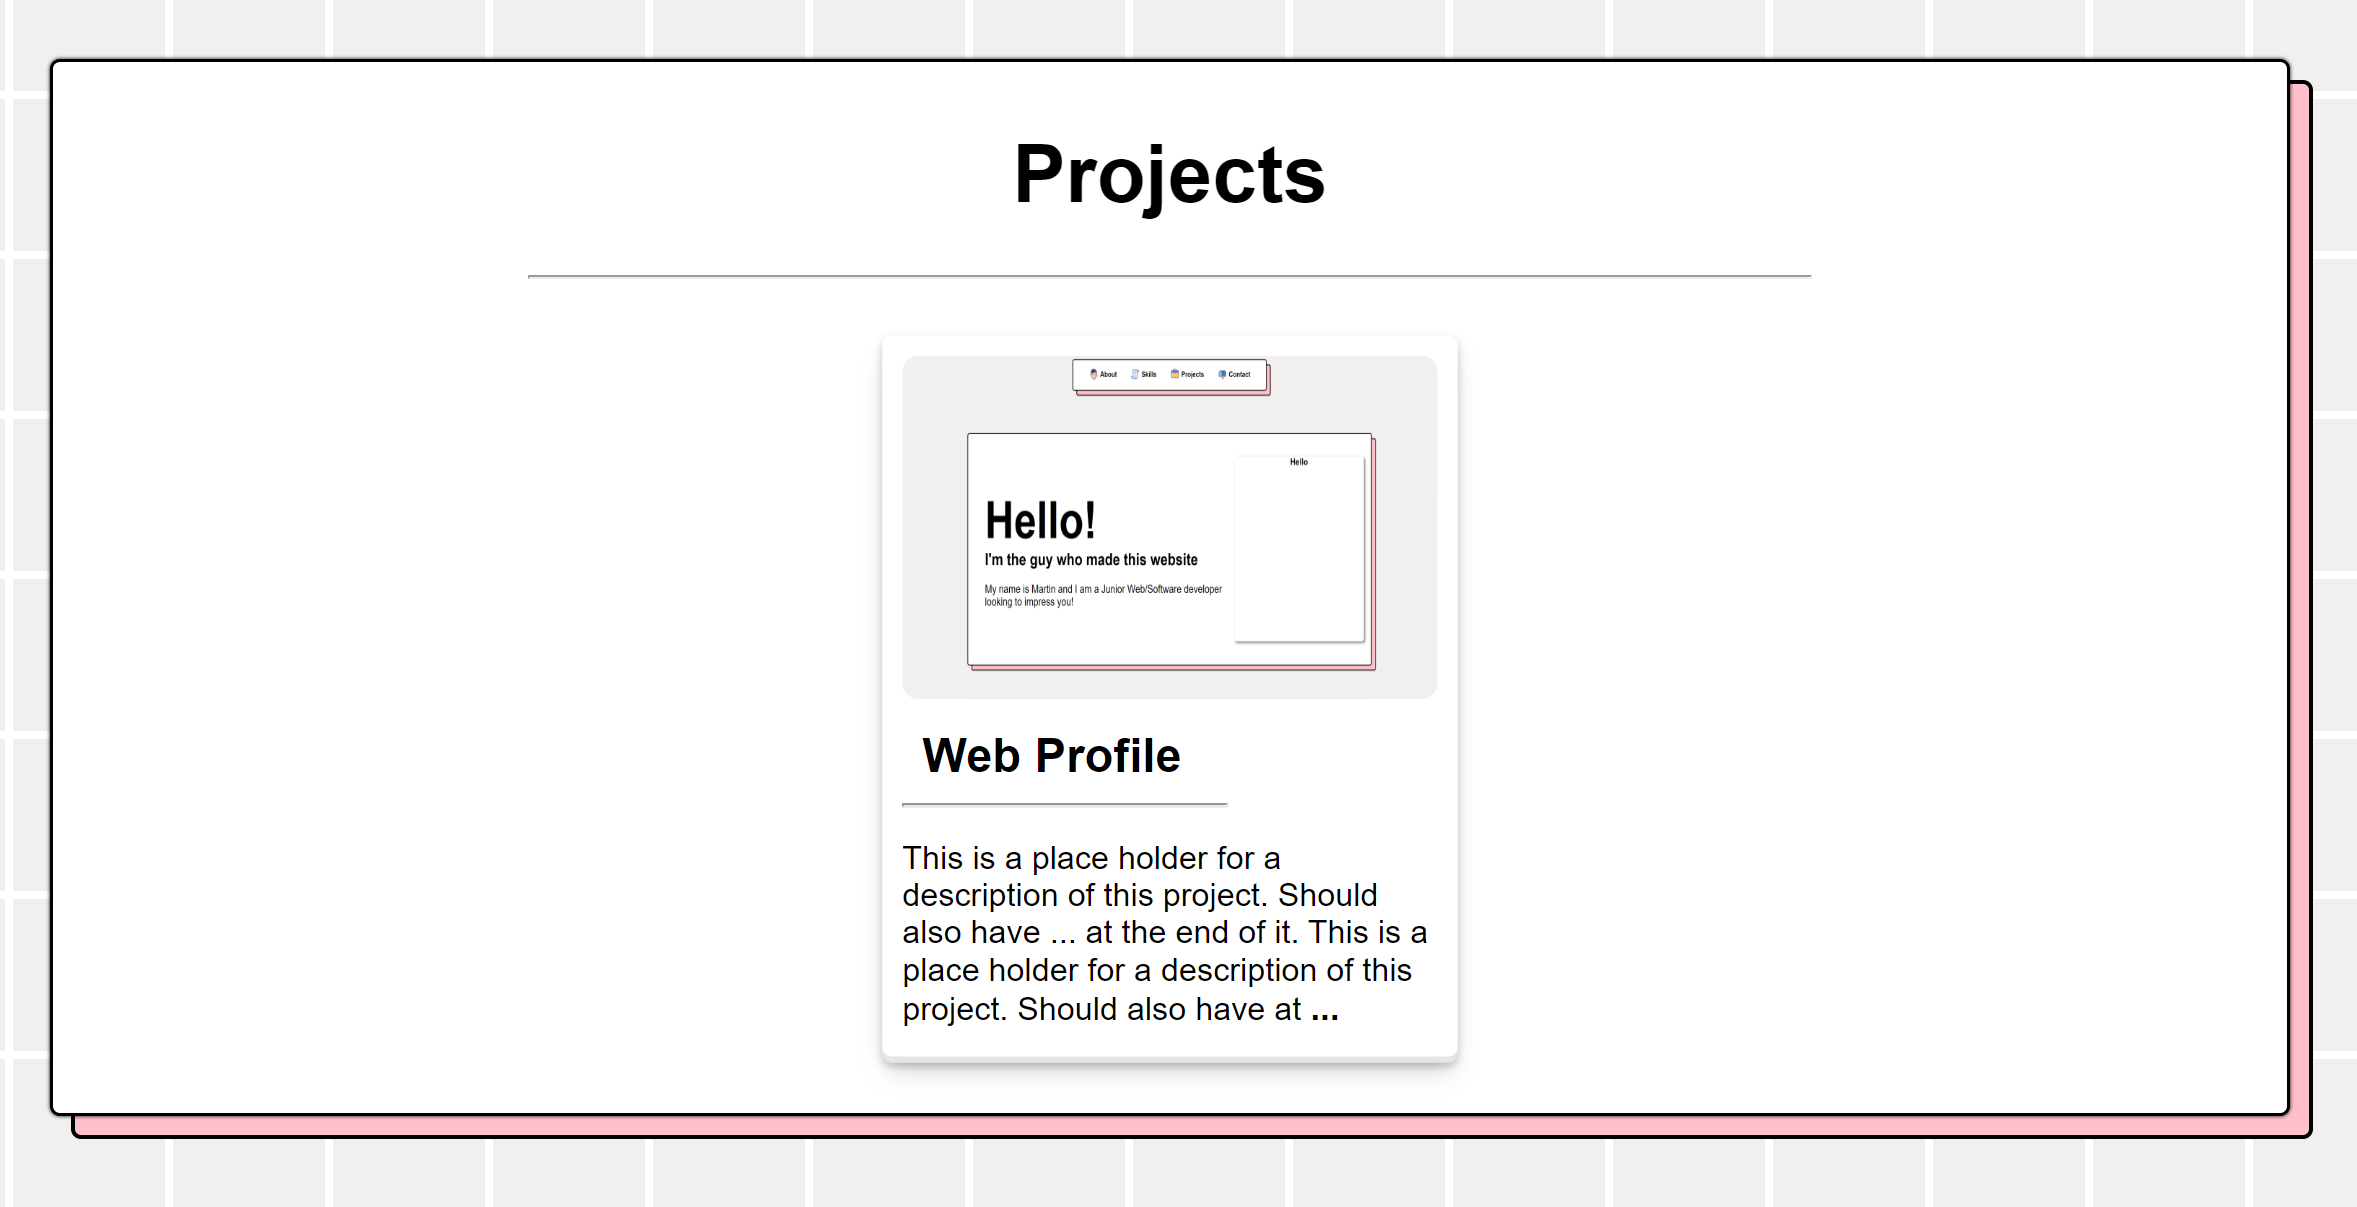 Projects
About Skills Projects Contact
Hello
Hello!
I'm the guy who made this website
My name is Martin and I am a Junior Web/Software developer
looking to impress you!
Web Profile
This is a place holder for a
description of this project. Should
also have ... at the end of it. This is a
place holder for a description of this
project. Should also have at ...